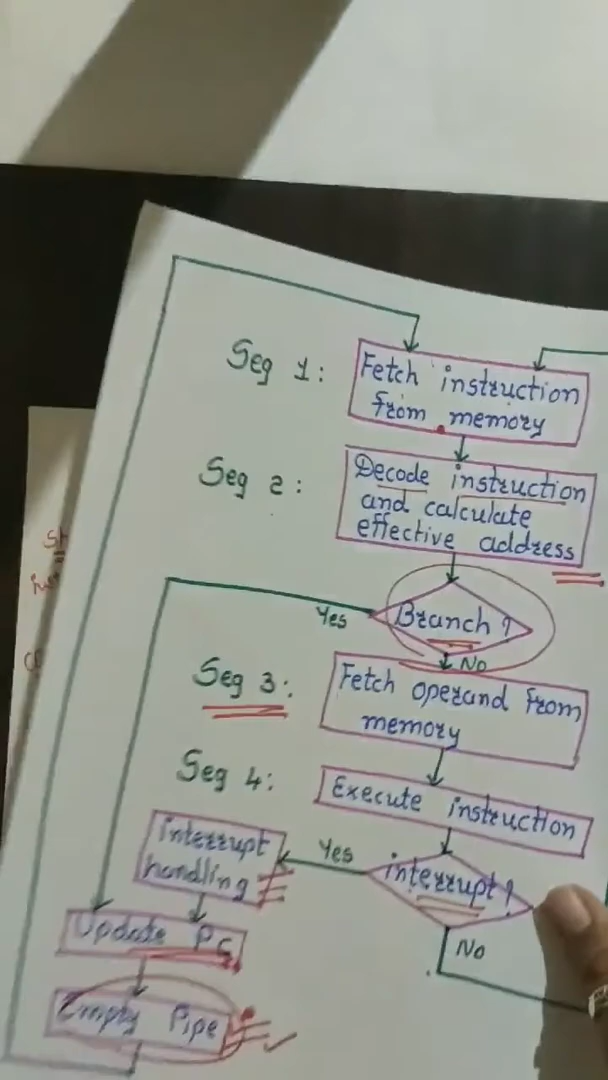 Seg 1:
Fetch instruction
from memory
Seg 2:
Decode instruction
and calculate
effective address
Branch?
Yes
No
Seg 3:
Fetch operand from
memory
Seg 4:
Execute instruction
interrupt?
Yes
No
interrupt
handling
Update PC
Empty Pipe